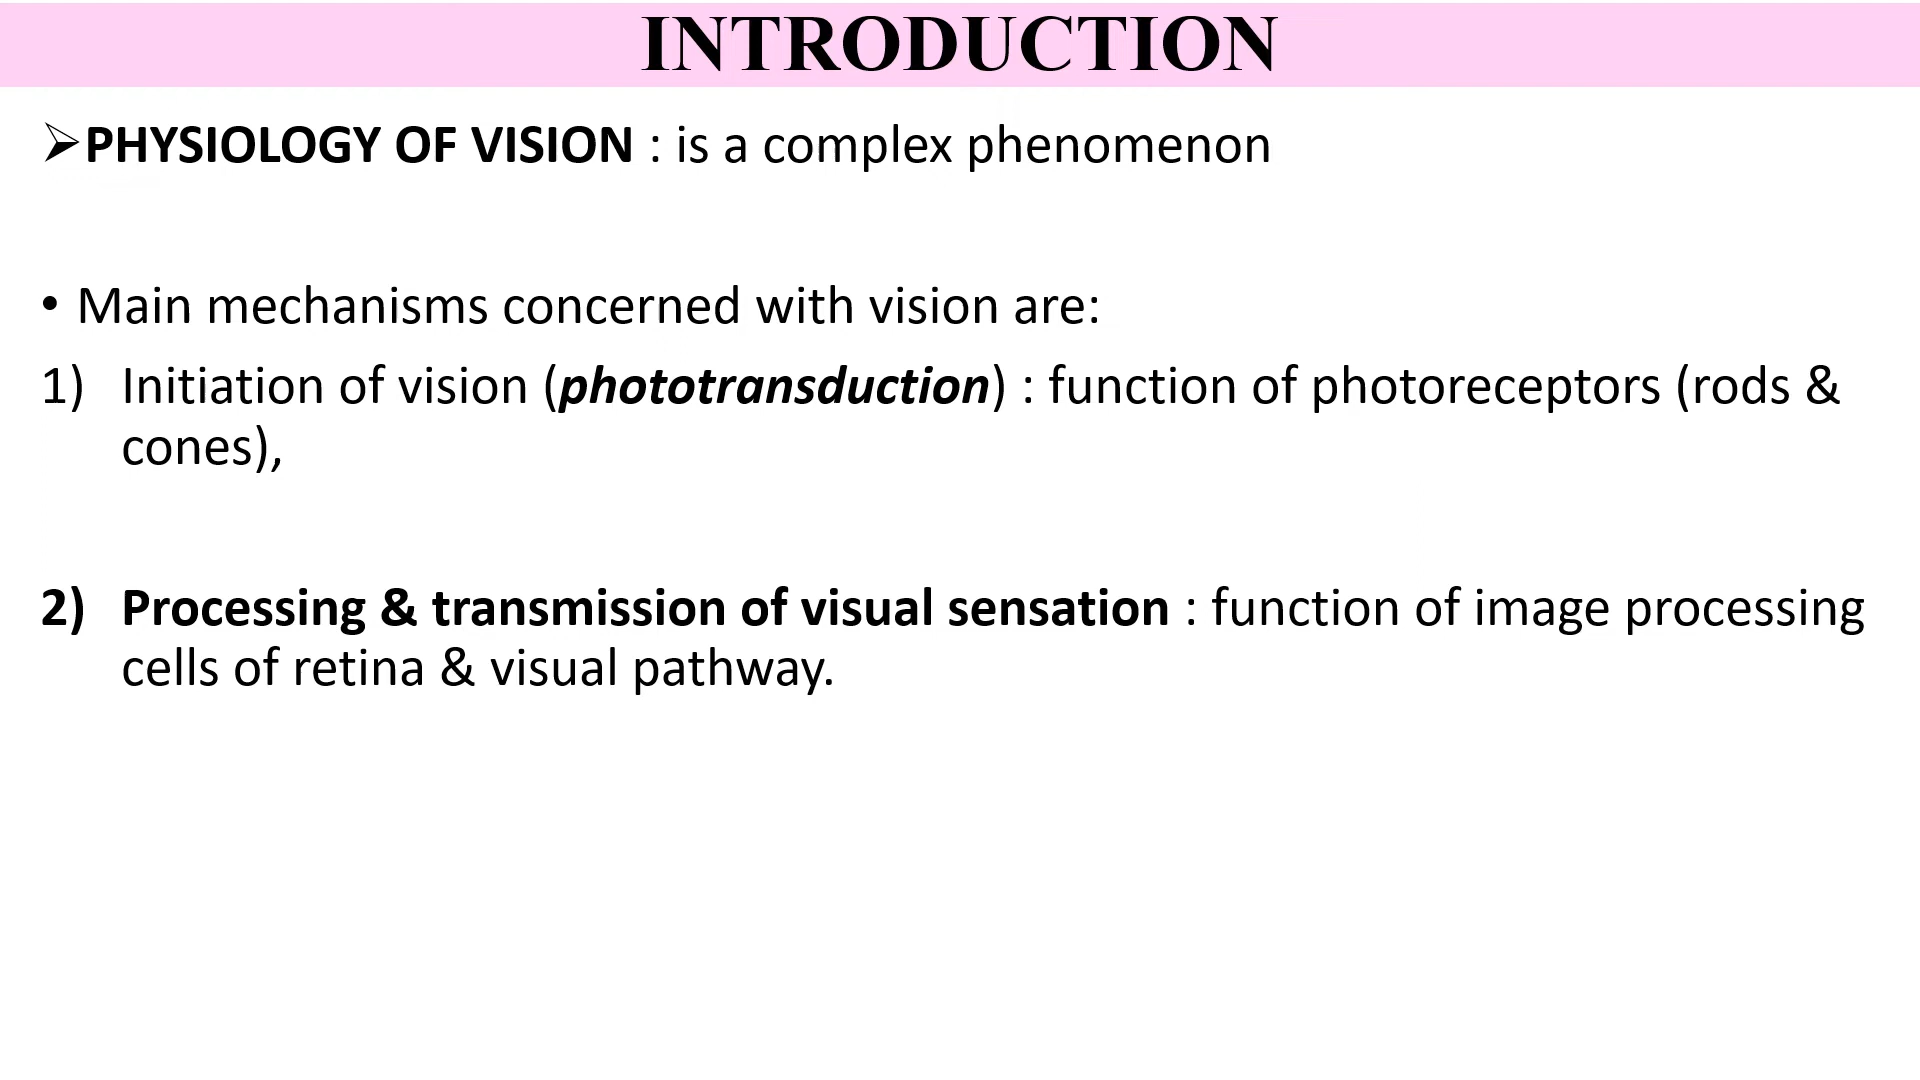 INTRODUCTION
➢PHYSIOLOGY OF VISION : is a complex phenomenon
• Main mechanisms concerned with vision are:
1) Initiation of vision (phototransduction) : function of photoreceptors (rods &
cones),
2) Processing & transmission of visual sensation : function of image processing
cells of retina & visual pathway.